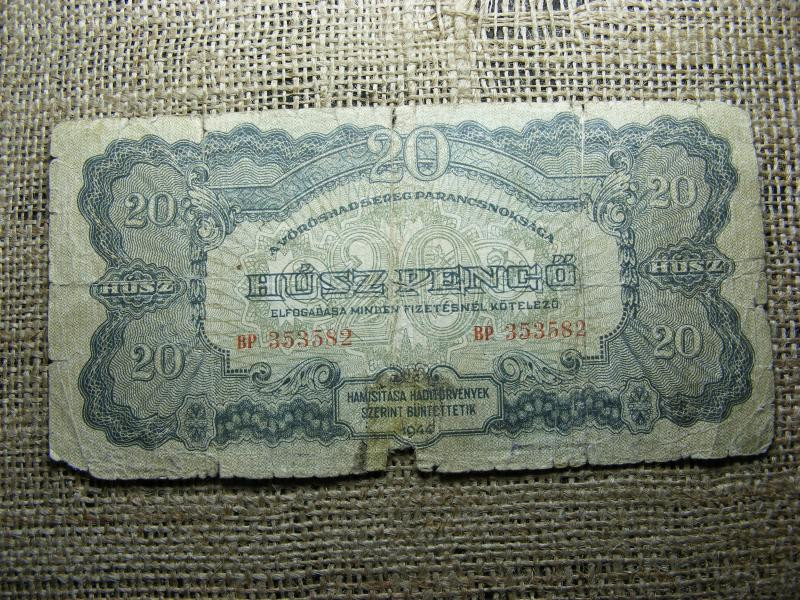 20
20
20
A VÖRÖSHADSEREG PARANCSNOKSÁGA
20
HÚSZ
HÚSZ PENGŐ
HÚSZ
ELFOGADÁSA MINDEN FIZETÉSNÉL KÖTELEZŐ
BP 353582
BP 353582
20
20
HAMISÍTÁSA HADITÖRVÉNYEK
SZERINT BÜNTETTETIK
1944